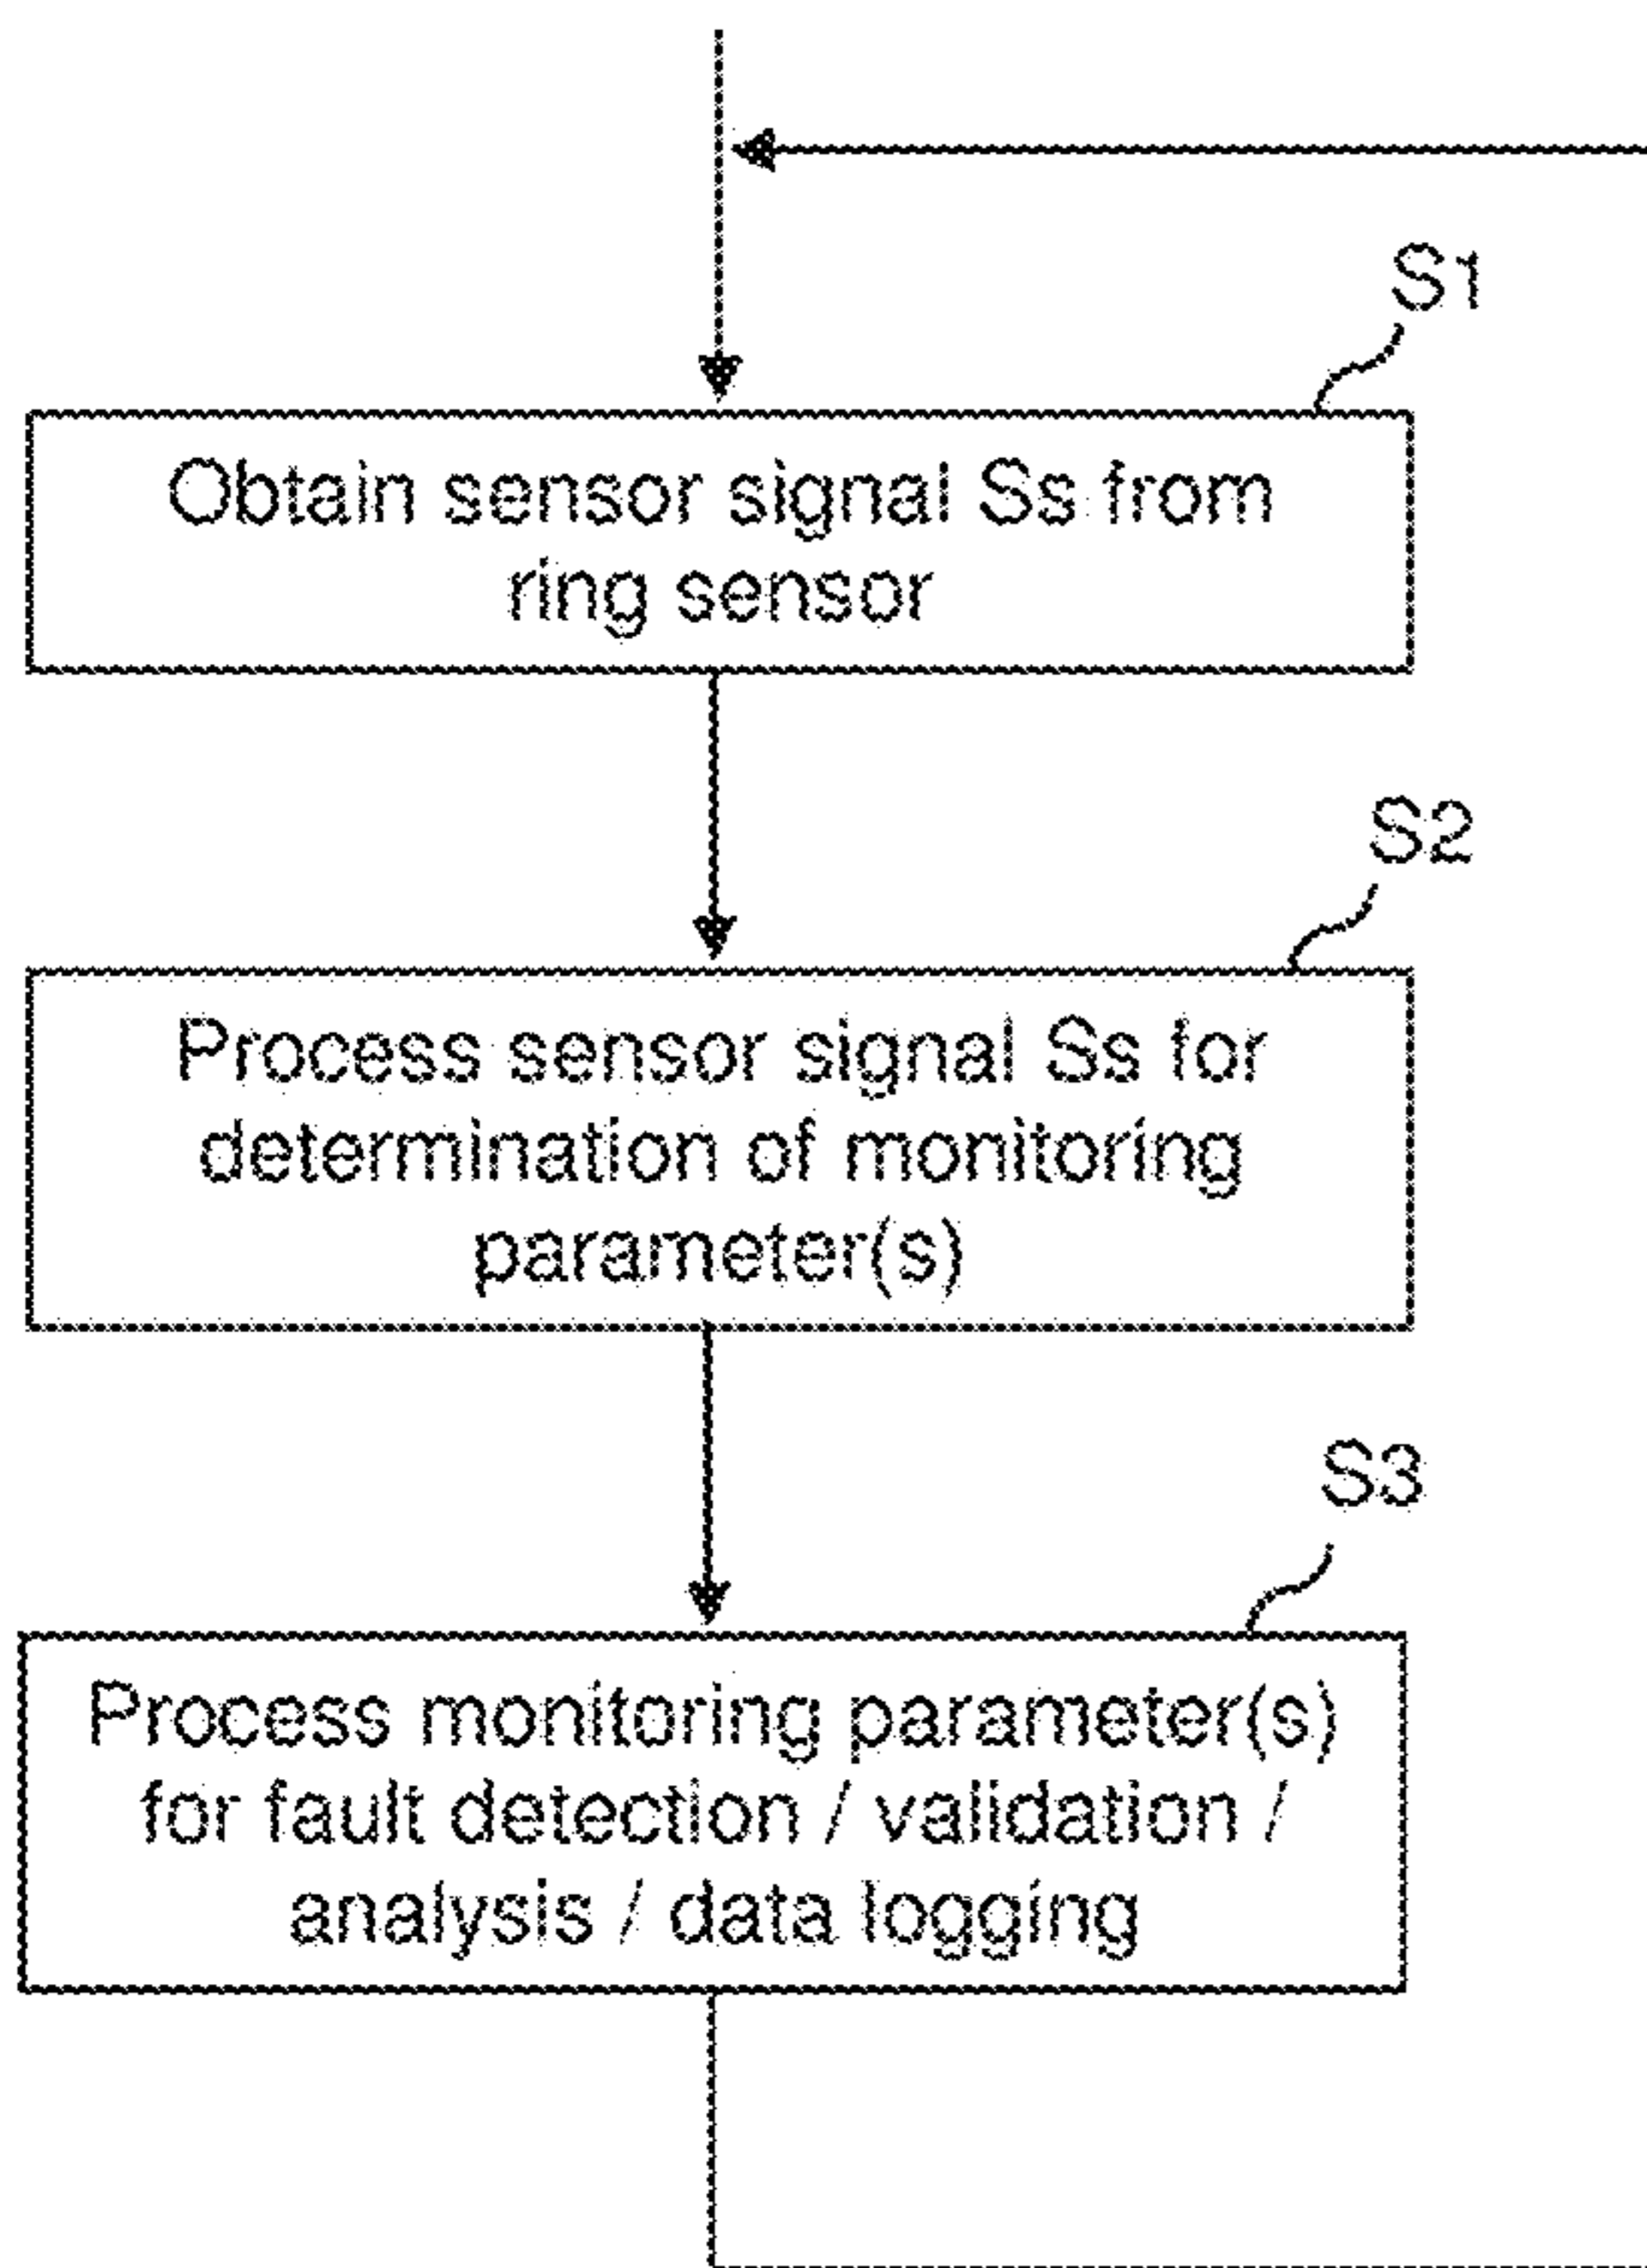 S1
Obtain sensor signal Ss from
ring sensor
S2
Process sensor signal Ss for
determination of monitoring
parameter(s)
S3
Process monitoring parameter(s)
for fault detection / validation /
analysis / data logging